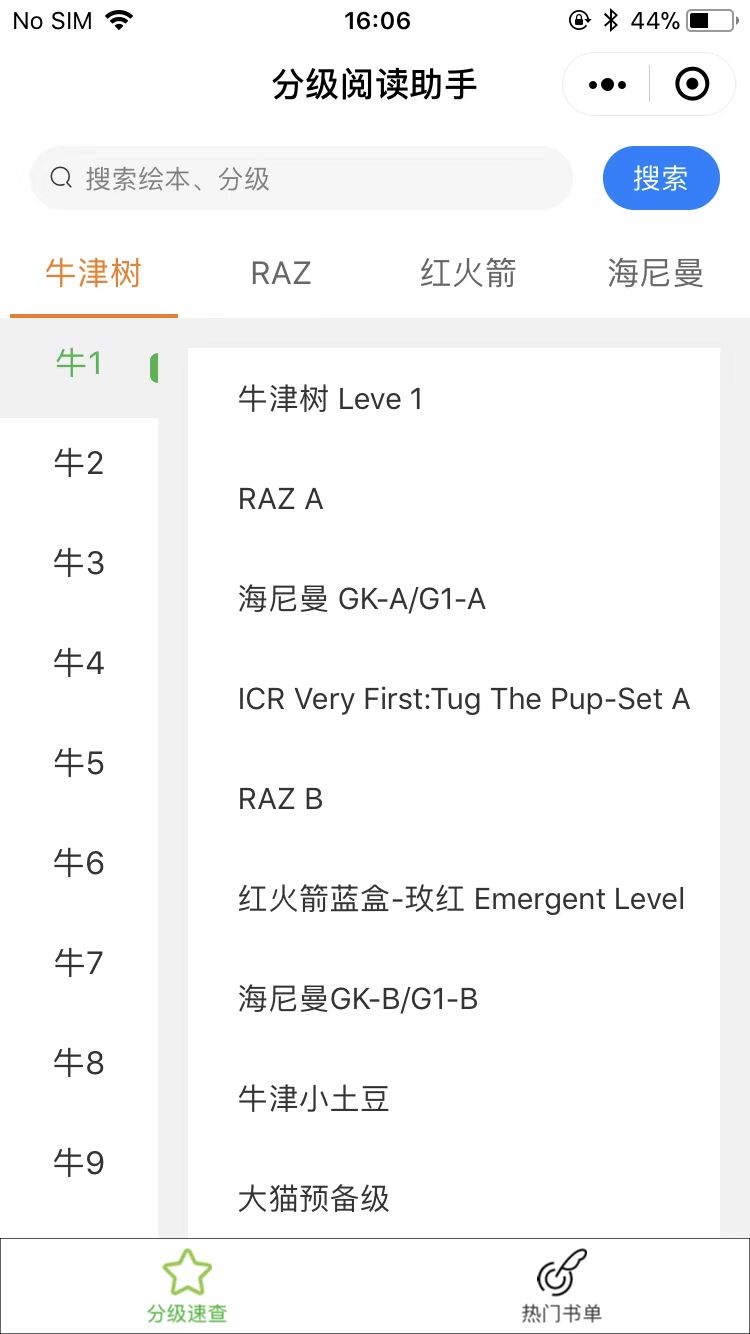 No SIM 16:06 44%
分级阅读助手
搜索绘本、分级 搜索
牛津树 RAZ 红火箭 海尼曼
牛1
牛2
牛3
牛4
牛5
牛6
牛7
牛8
牛9
牛津树 Leve 1
RAZ A
海尼曼 GK-A/G1-A
ICR Very First:Tug The Pup-Set A
RAZ B
红火箭蓝盒-玫红 Emergent Level
海尼曼GK-B/G1-B
牛津小土豆
大猫预备级
分级速查 热门书单